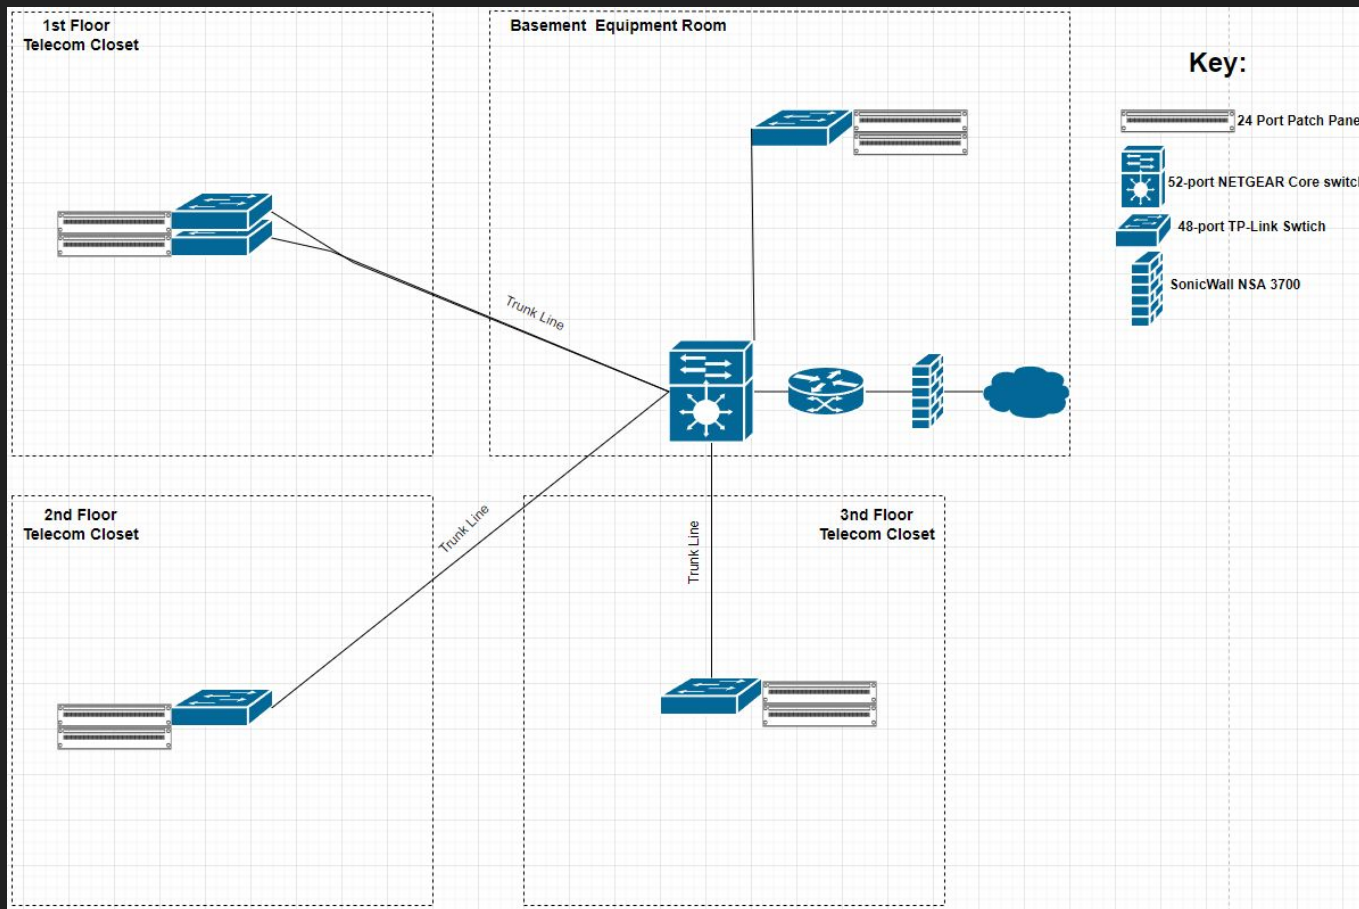 1st Floor
Telecom Closet
Basement  Equipment Room
Key:
24 Port Patch Pane
52-port NETGEAR Core switch
48-port TP-Link Swtich
SonicWall NSA 3700
Trunk Line
2nd Floor
Telecom Closet
Trunk Line
Trunk Line
3nd Floor
Telecom Closet